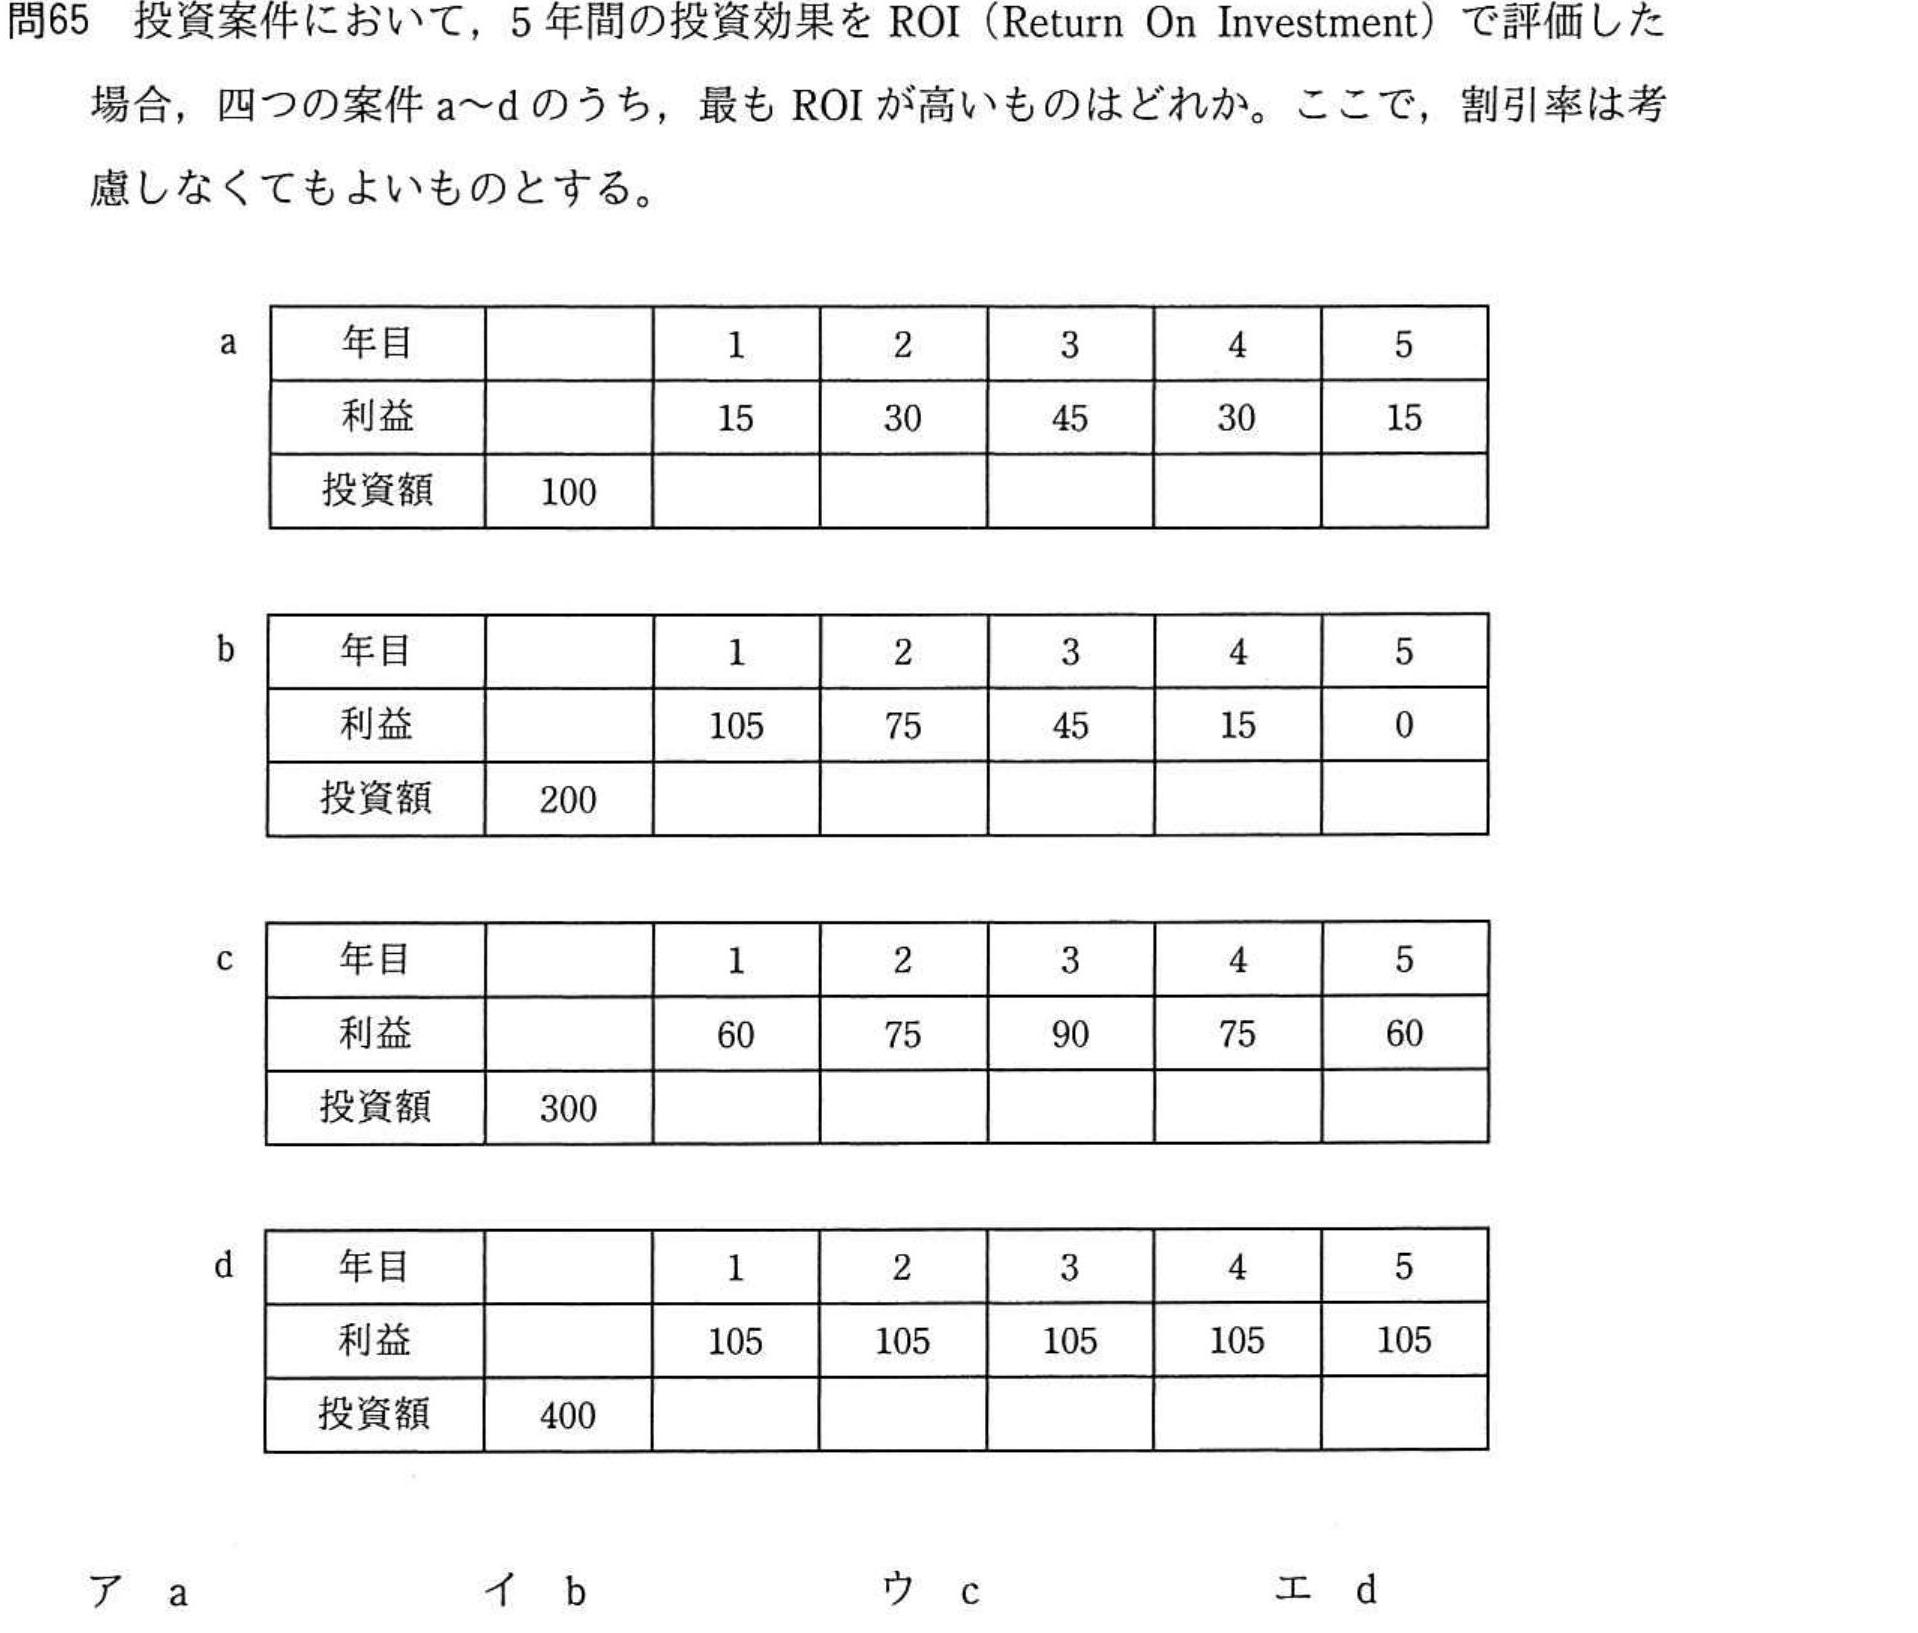 問65 投資案件において，5年間の投資効果を ROI（Return On Investment）で評価した
場合，四つの案件 a～d のうち，最も ROI が高いものはどれか。ここで，割引率は考
慮しなくてもよいものとする。
a 年目 1 2 3 4 5
利益 15 30 45 30 15
投資額 100
b 年目 1 2 3 4 5
利益 105 75 45 15 0
投資額 200
c 年目 1 2 3 4 5
利益 60 75 90 75 60
投資額 300
d 年目 1 2 3 4 5
利益 105 105 105 105 105
投資額 400
ア a イ b ウ c エ d